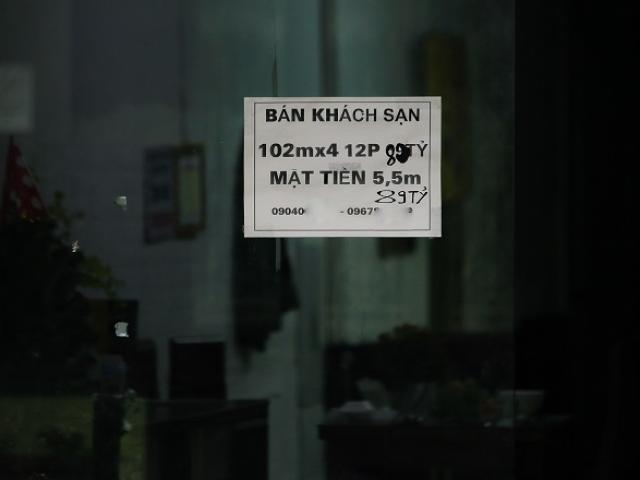 BÁN KHÁCH SẠN
102mx4 12P TỶ
MẶT TIỀN 5,5m
89TỶ
09040 - 0967